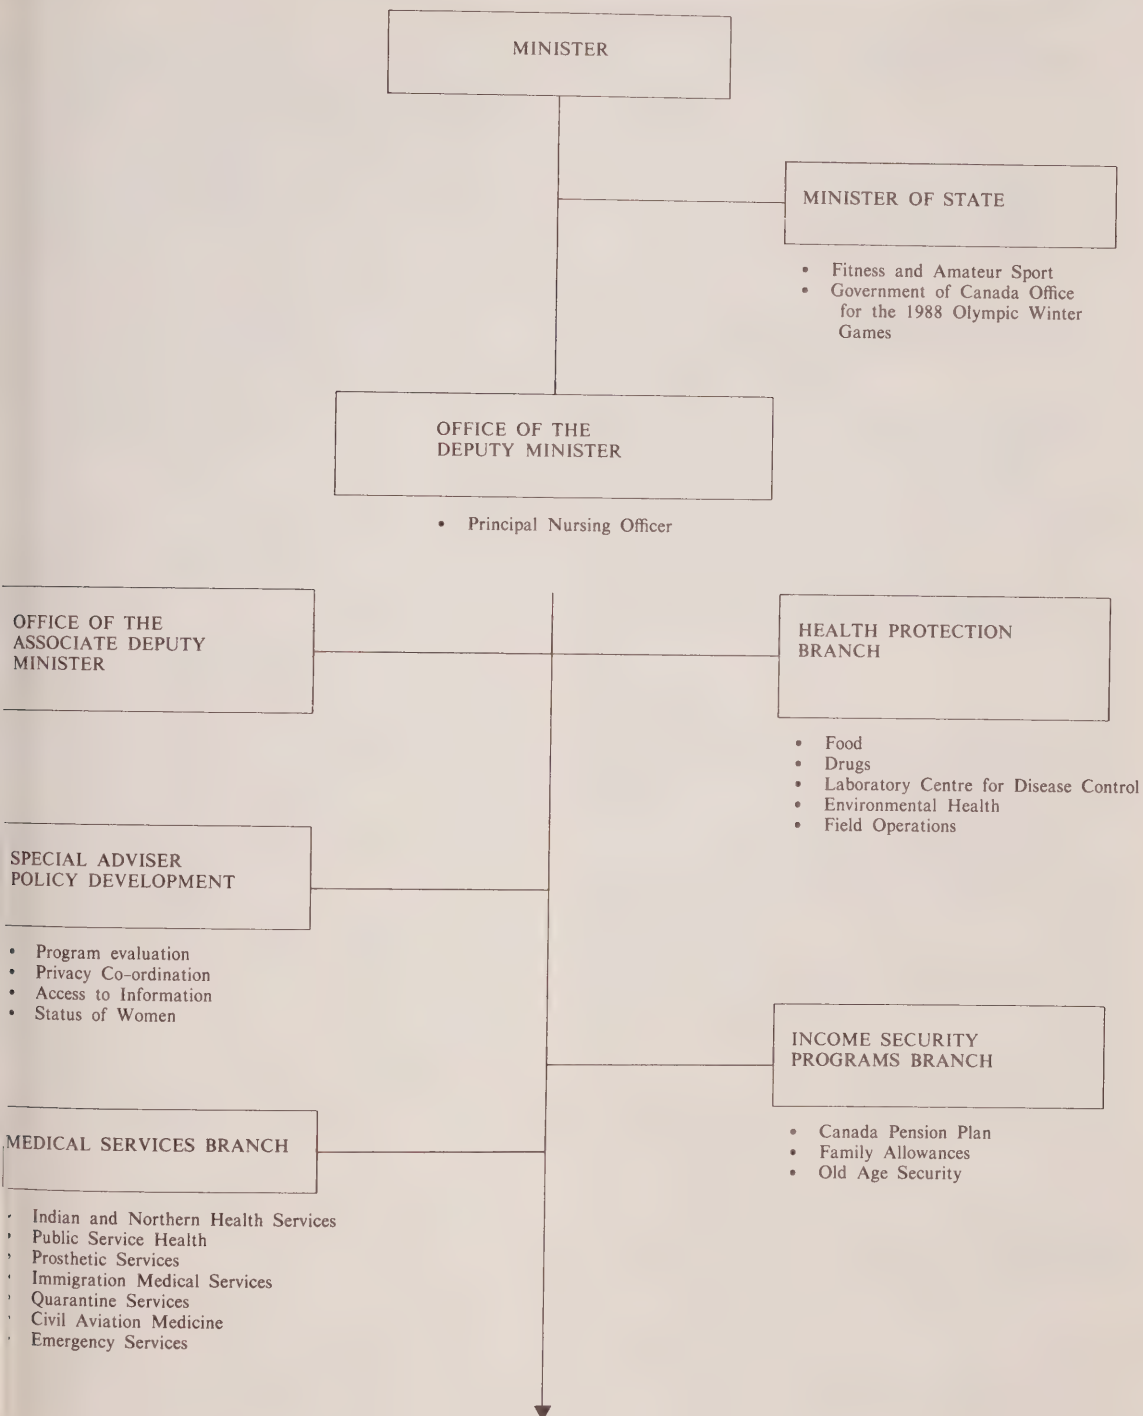 MINISTER
MINISTER OF STATE
• Fitness and Amateur Sport
• Government of Canada Office
for the 1988 Olympic Winter
Games
OFFICE OF THE
DEPUTY MINISTER
• Principal Nursing Officer
OFFICE OF THE
ASSOCIATE DEPUTY
MINISTER
HEALTH PROTECTION
BRANCH
• Food
• Drugs
• Laboratory Centre for Disease Control
• Environmental Health
• Field Operations
SPECIAL ADVISER
POLICY DEVELOPMENT
• Program evaluation
• Privacy Co-ordination
• Access to Information
• Status of Women
INCOME SECURITY
PROGRAMS BRANCH
• Canada Pension Plan
• Family Allowances
• Old Age Security
MEDICAL SERVICES BRANCH
• Indian and Northern Health Services
• Public Service Health
• Prosthetic Services
• Immigration Medical Services
• Quarantine Services
• Civil Aviation Medicine
• Emergency Services